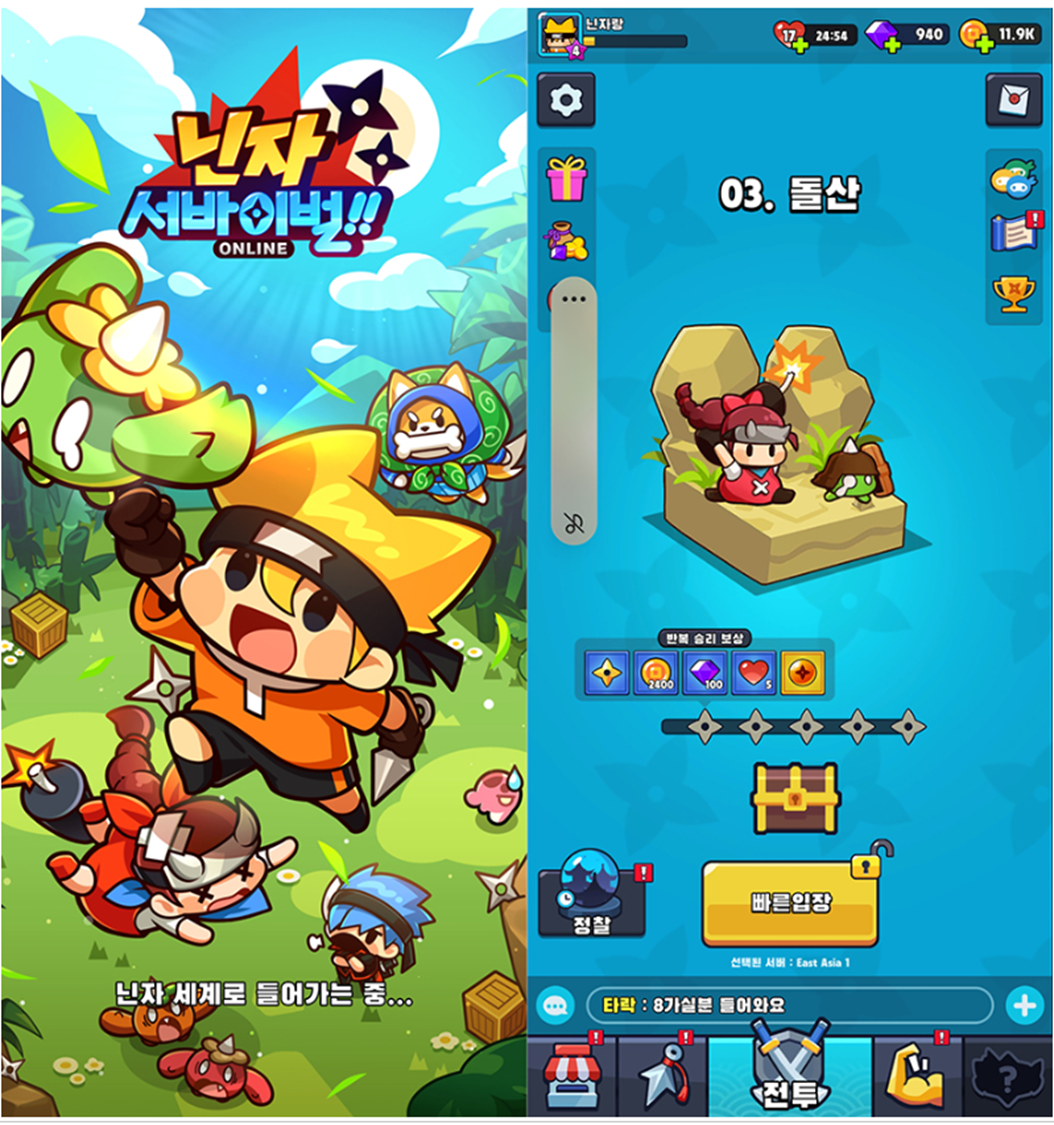 닌자
서바이벌!!
ONLINE
닌자 세계로 들어가는 중...
닌자랑
4
17
24:54
940
11.9K
03. 돌산
반복 승리 보상
2400
100
5
정찰
빠른입장
선택된 서버 : East Asia 1
타락 : 8가실분 들어와요
전투
?